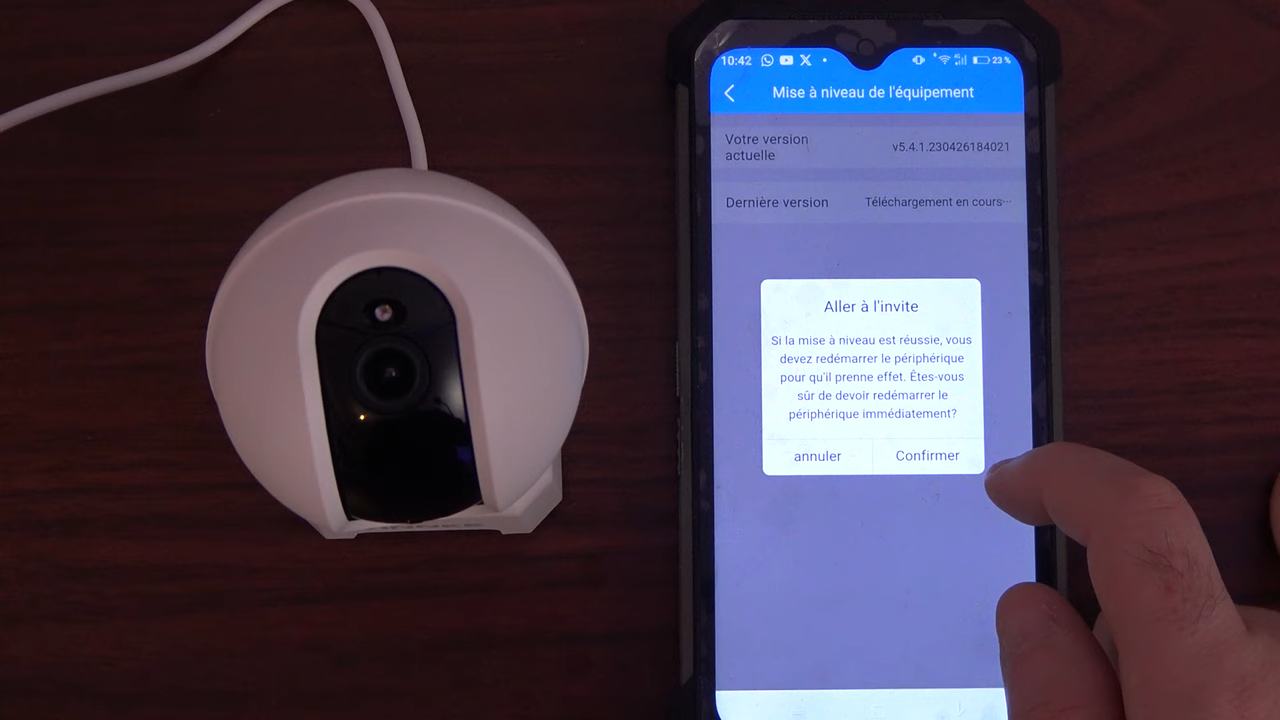 10:42
23 %
Mise à niveau de l'équipement
Votre version
actuelle
v5.4.1.230426184021
Dernière version
Téléchargement en cours···
Aller à l'invite
Si la mise à niveau est réussie, vous
devez redémarrer le périphérique
pour qu'il prenne effet. Êtes-vous
sûr de devoir redémarrer le
périphérique immédiatement?
annuler
Confirmer